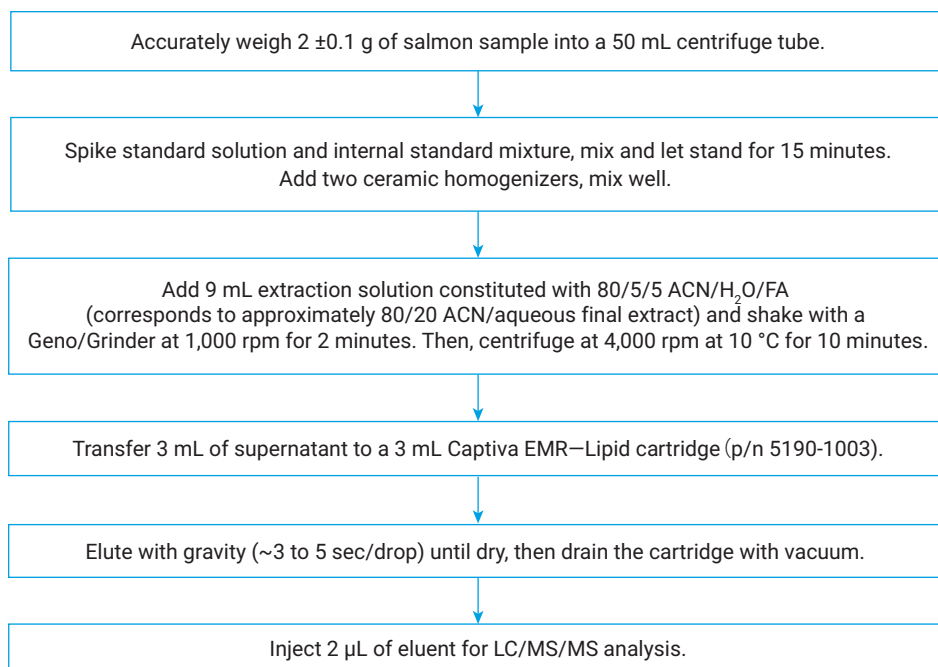 Accurately weigh 2 ±0.1 g of salmon sample into a 50 mL centrifuge tube.
Spike standard solution and internal standard mixture, mix and let stand for 15 minutes.
Add two ceramic homogenizers, mix well.
Add 9 mL extraction solution constituted with 80/5/5 ACN/H₂O/FA
(corresponds to approximately 80/20 ACN/aqueous final extract) and shake with a
Geno/Grinder at 1,000 rpm for 2 minutes. Then, centrifuge at 4,000 rpm at 10 °C for 10 minutes.
Transfer 3 mL of supernatant to a 3 mL Captiva EMR—Lipid cartridge (p/n 5190-1003).
Elute with gravity (~3 to 5 sec/drop) until dry, then drain the cartridge with vacuum.
Inject 2 µL of eluent for LC/MS/MS analysis.